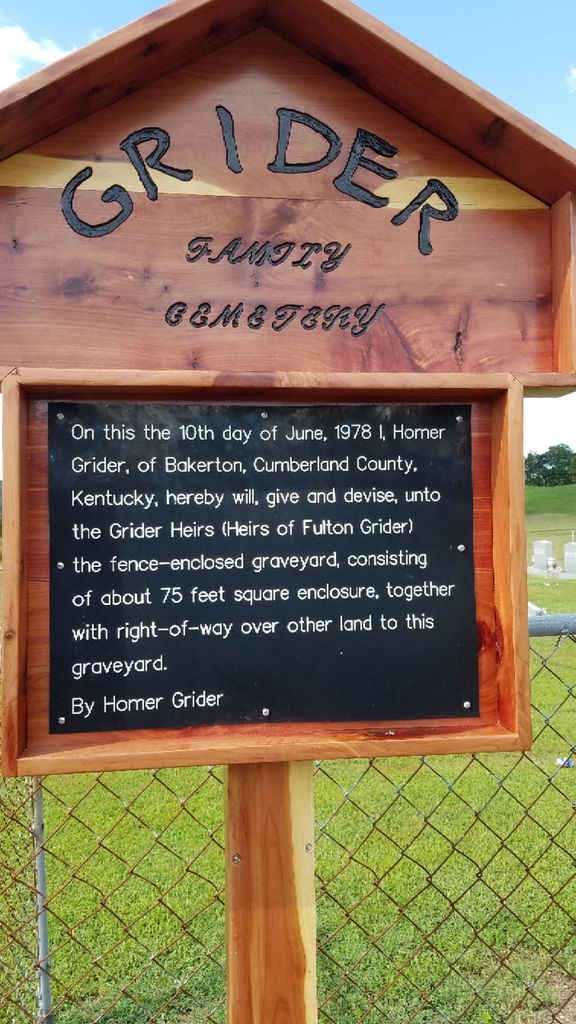 GRIDER
FAMILY
CEMETERY
On this the 10th day of June, 1978 I, Homer
Grider, of Bakerton, Cumberland County,
Kentucky, hereby will, give and devise, unto
the Grider Heirs (Heirs of Fulton Grider)
the fence-enclosed graveyard, consisting
of about 75 feet square enclosure, together
with right-of-way over other land to this
graveyard.
By Homer Grider